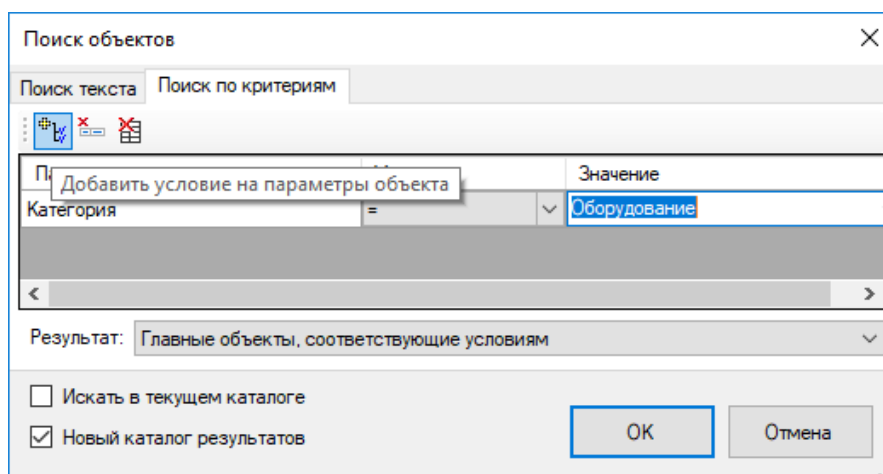 Поиск объектов
Поиск текста Поиск по критериям
Добавить условие на параметры объекта
Значение
Категория = Оборудование
Результат: Главные объекты, соответствующие условиям
Искать в текущем каталоге
Новый каталог результатов
OK Отмена